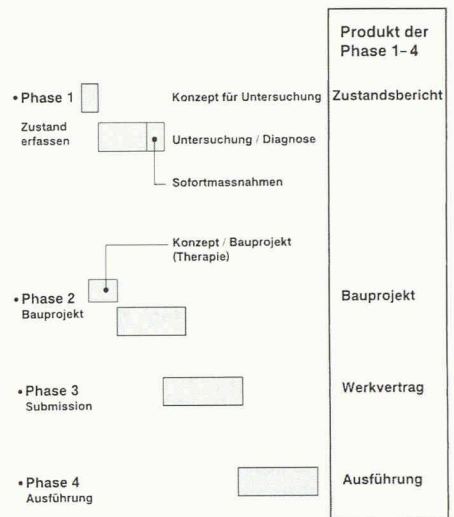 Produkt der
Phase 1–4
• Phase 1
Konzept für Untersuchung
Zustandsbericht
Zustand
erfassen
Untersuchung / Diagnose
Sofortmassnahmen
Konzept / Bauprojekt
(Therapie)
• Phase 2
Bauprojekt
Bauprojekt
• Phase 3
Submission
Werkvertrag
• Phase 4
Ausführung
Ausführung